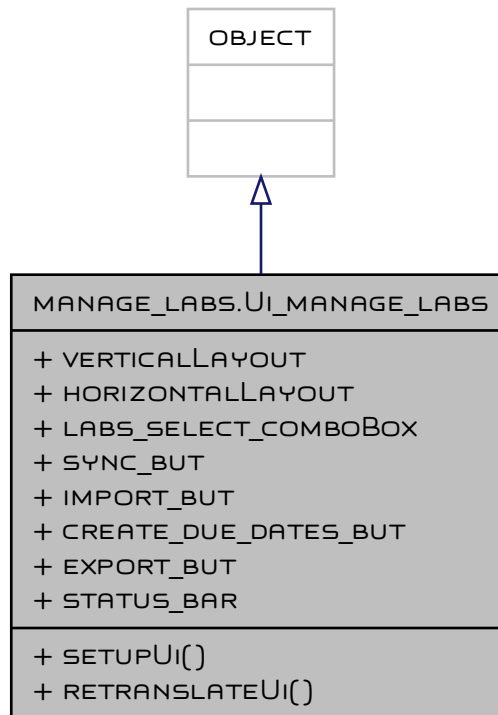 object
manage_labs.Ui_manage_labs
+ verticalLayout
+ horizontalLayout
+ labs_select_comboBox
+ sync_but
+ import_but
+ create_due_dates_but
+ export_but
+ status_bar
+ setupUi()
+ retranslateUi()